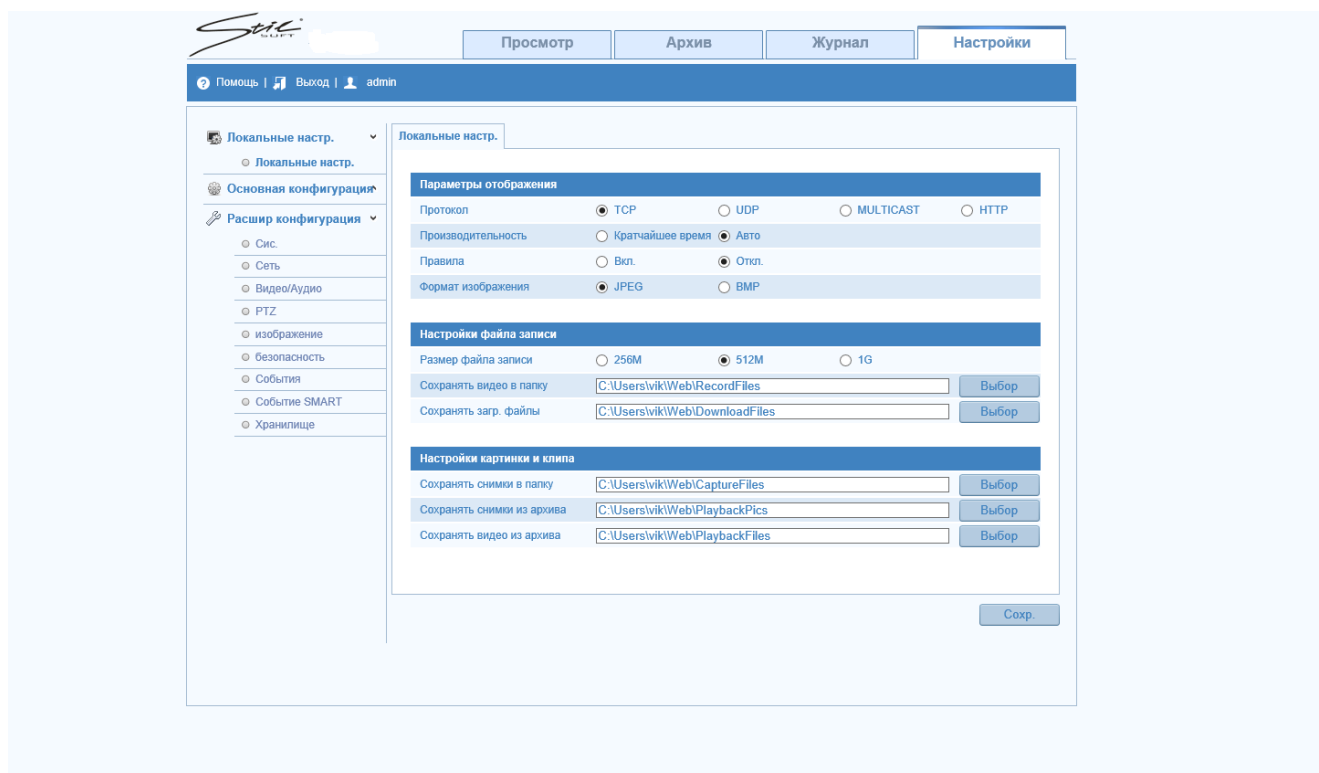 Stil
SOFT
Просмотр Архив Журнал Настройки
Помощь | Выход | admin
Локальные настр.
Локальные настр.
Основная конфигурация
Расшир конфигурация
Сис.
Сеть
Видео/Аудио
PTZ
изображение
безопасность
События
Событие SMART
Хранилище
Локальные настр.
Параметры отображения
Протокол TCP UDP MULTICAST HTTP
Производительность Кратчайшее время Авто
Правила Вкл. Откл.
Формат изображения JPEG BMP
Настройки файла записи
Размер файла записи 256M 512M 1G
Сохранять видео в папку C:\Users\vik\Web\RecordFiles Выбор
Сохранять загр. файлы C:\Users\vik\Web\DownloadFiles Выбор
Настройки картинки и клипа
Сохранять снимки в папку C:\Users\vik\Web\CaptureFiles Выбор
Сохранять снимки из архива C:\Users\vik\Web\PlaybackPics Выбор
Сохранять видео из архива C:\Users\vik\Web\PlaybackFiles Выбор
Сохр.